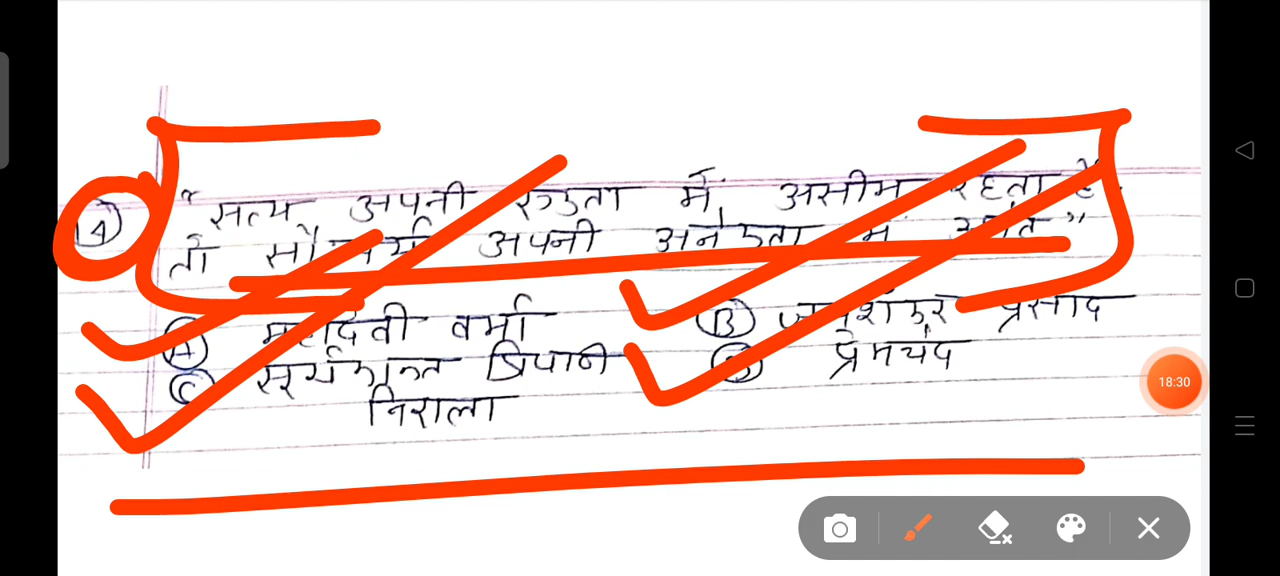 ④ "सत्य अपनी एकता में असीम रहता है,
तो सौन्दर्य अपनी अनेकता में अनंत"
Ⓐ महादेवी वर्मा Ⓑ जयशंकर प्रसाद
Ⓒ सूर्यकान्त त्रिपाठी Ⓓ प्रेमचंद
निराला
18:30